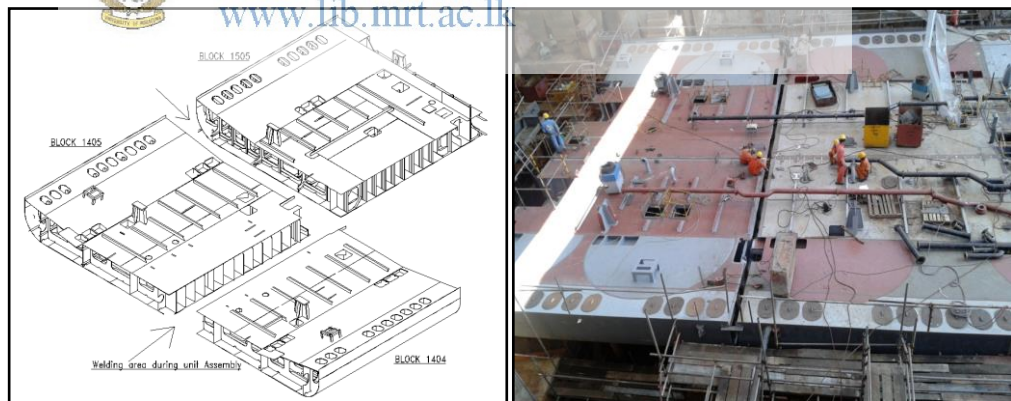 www.lib.mrt.ac.lk
BLOCK 1505
BLOCK 1405
Welding area during unit Assembly
BLOCK 1404